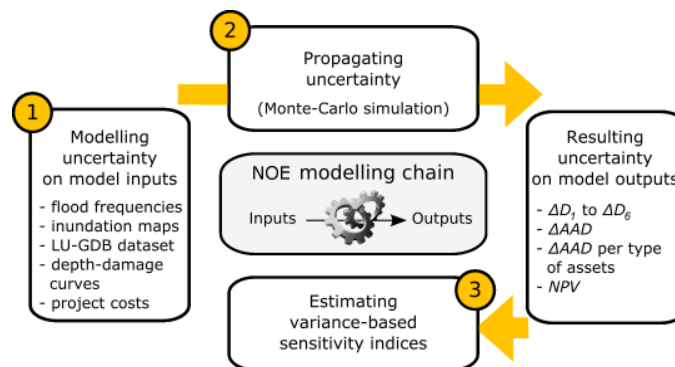 2
Propagating
uncertainty
(Monte-Carlo simulation)
1
Modelling
uncertainty
on model inputs
- flood frequencies
- inundation maps
- LU-GDB dataset
- depth-damage
curves
- project costs
NOE modelling chain
Inputs
Outputs
Resulting
uncertainty
on model outputs
- ΔD1 to ΔD6
- ΔAAD
- ΔAAD per type
of assets
- NPV
3
Estimating
variance-based
sensitivity indices